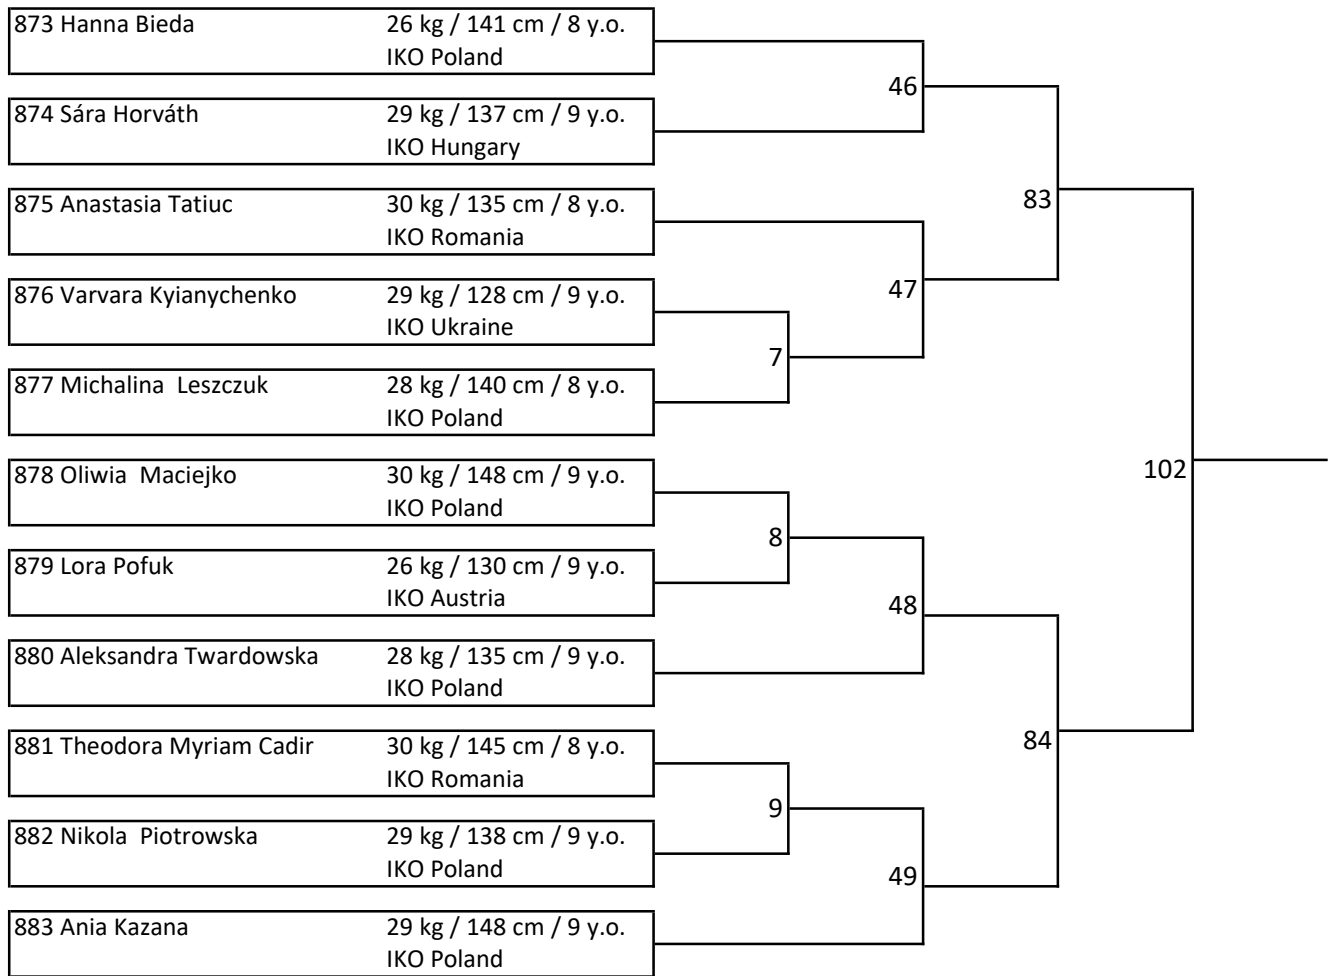 873 Hanna Bieda 26 kg / 141 cm / 8 y.o.
IKO Poland
46
874 Sára Horváth 29 kg / 137 cm / 9 y.o.
IKO Hungary
875 Anastasia Tatiuc 30 kg / 135 cm / 8 y.o.
83
IKO Romania
876 Varvara Kyianychenko 29 kg / 128 cm / 9 y.o.
47
IKO Ukraine
7
877 Michalina  Leszczuk 28 kg / 140 cm / 8 y.o.
IKO Poland
878 Oliwia  Maciejko 30 kg / 148 cm / 9 y.o.
102
IKO Poland
8
879 Lora Pofuk 26 kg / 130 cm / 9 y.o.
IKO Austria
48
880 Aleksandra Twardowska 28 kg / 135 cm / 9 y.o.
IKO Poland
881 Theodora Myriam Cadir 30 kg / 145 cm / 8 y.o.
84
IKO Romania
9
882 Nikola  Piotrowska 29 kg / 138 cm / 9 y.o.
IKO Poland
49
883 Ania Kazana 29 kg / 148 cm / 9 y.o.
IKO Poland